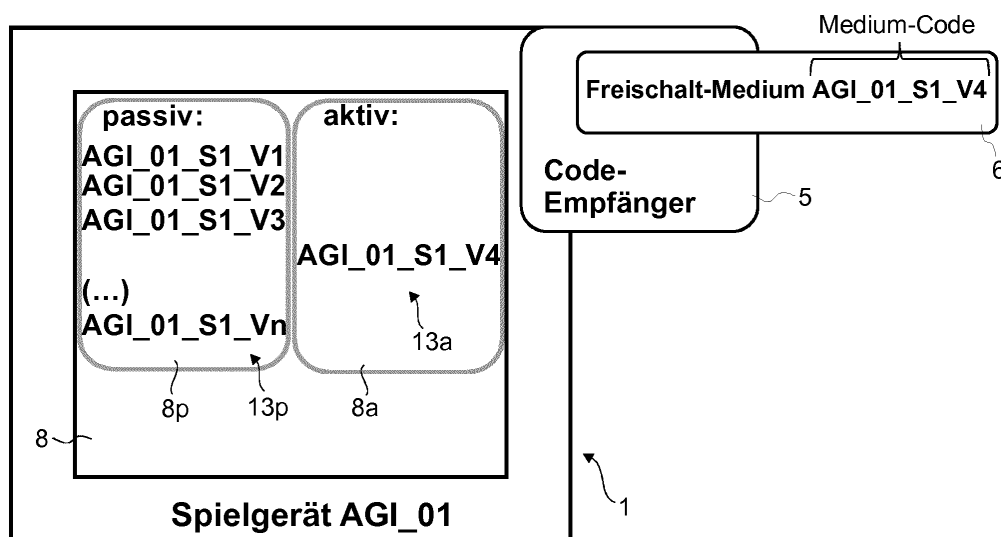 Medium-Code
Freischalt-Medium AGI_01_S1_V4
6
Code-
Empfänger
5
passiv:
AGI_01_S1_V1
AGI_01_S1_V2
AGI_01_S1_V3
(...)
AGI_01_S1_Vn
aktiv:
AGI_01_S1_V4
13a
8p
13p
8a
8
1
Spielgerät AGI_01